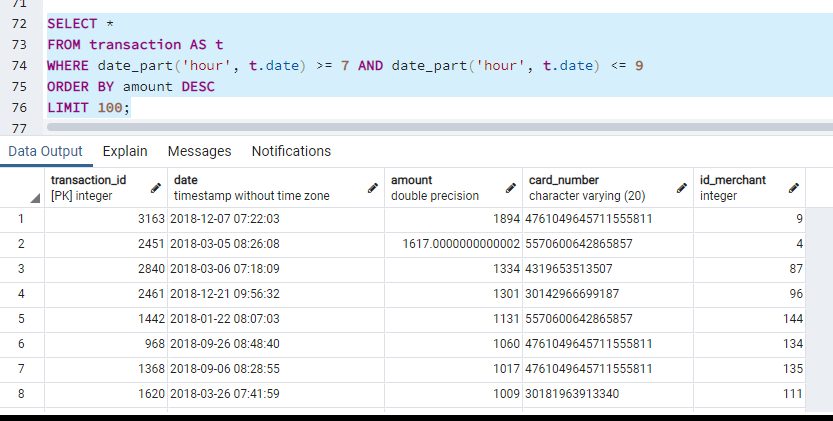 71
72 SELECT *
73 FROM transaction AS t
74 WHERE date_part('hour', t.date) >= 7 AND date_part('hour', t.date) <= 9
75 ORDER BY amount DESC
76 LIMIT 100;
77
Data Output Explain Messages Notifications
transaction_id date amount card_number id_merchant
[PK] integer timestamp without time zone double precision character varying (20) integer
1 3163 2018-12-07 07:22:03 1894 4761049645711555811 9
2 2451 2018-03-05 08:26:08 1617.0000000000002 5570600642865857 4
3 2840 2018-03-06 07:18:09 1334 4319653513507 87
4 2461 2018-12-21 09:56:32 1301 30142966699187 96
5 1442 2018-01-22 08:07:03 1131 5570600642865857 144
6 968 2018-09-26 08:48:40 1060 4761049645711555811 134
7 1368 2018-09-06 08:28:55 1017 4761049645711555811 135
8 1620 2018-03-26 07:41:59 1009 30181963913340 111